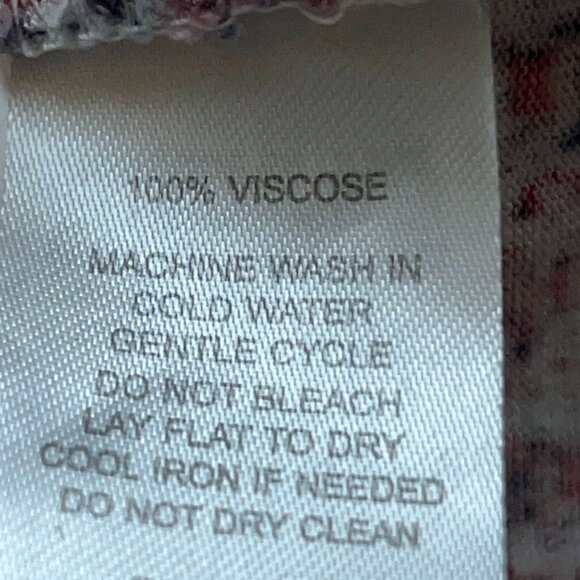 100% VISCOSE
MACHINE WASH IN
COLD WATER
GENTLE CYCLE
DO NOT BLEACH
LAY FLAT TO DRY
COOL IRON IF NEEDED
DO NOT DRY CLEAN